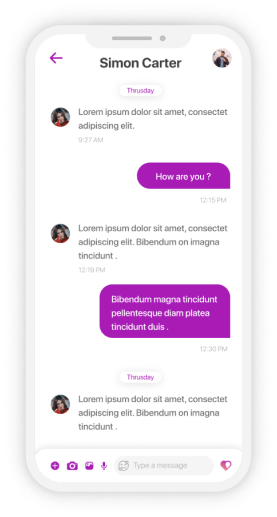 Simon Carter
Thrusday
Lorem ipsum dolor sit amet, consectet
adipiscing elit.
9:27 AM
How are you ?
12:15 PM
Lorem ipsum dolor sit amet, consectet
adipiscing elit. Bibendum on imagna
tincidunt .
12:19 PM
Bibendum magna tincidunt
pellentesque diam platea
tincidunt duis .
12:30 PM
Thrusday
Lorem ipsum dolor sit amet, consectet
adipiscing elit. Bibendum on imagna
tincidunt .
Type a message